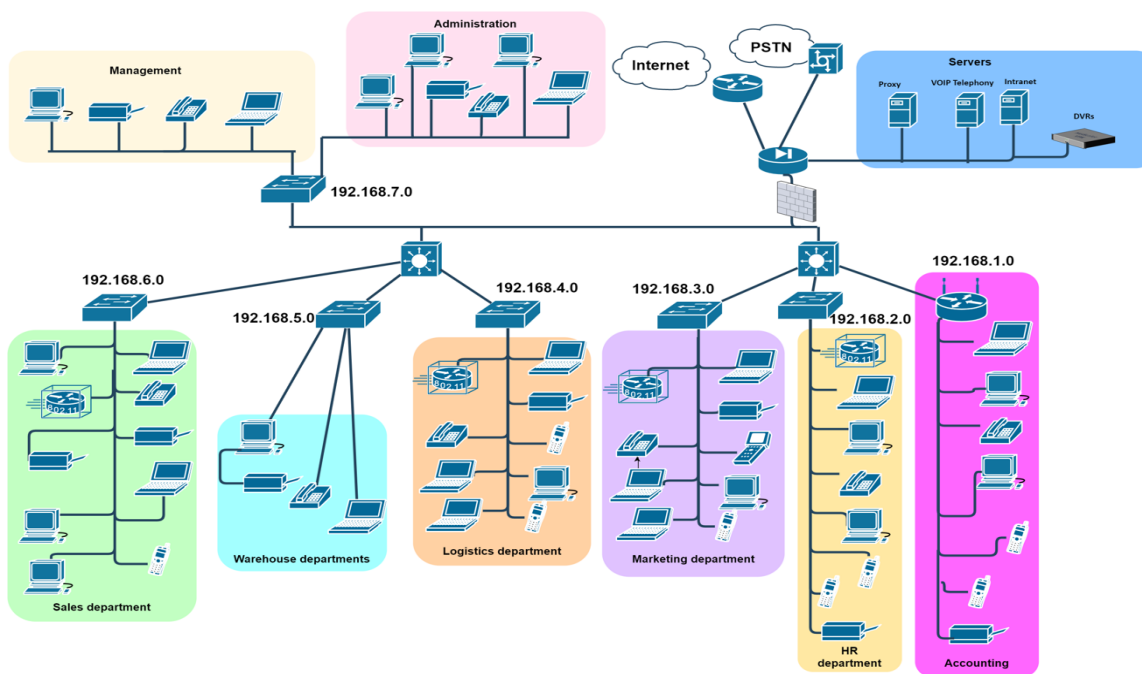 Administration
PSTN
Internet
Management
Servers
Proxy
VOIP Telephony
Intranet
DVRs
192.168.7.0
192.168.6.0
192.168.5.0
192.168.4.0
192.168.3.0
192.168.2.0
192.168.1.0
802.11
802.11
802.11
802.11
Sales department
Warehouse departments
Logistics department
Marketing department
HR
department
Accounting